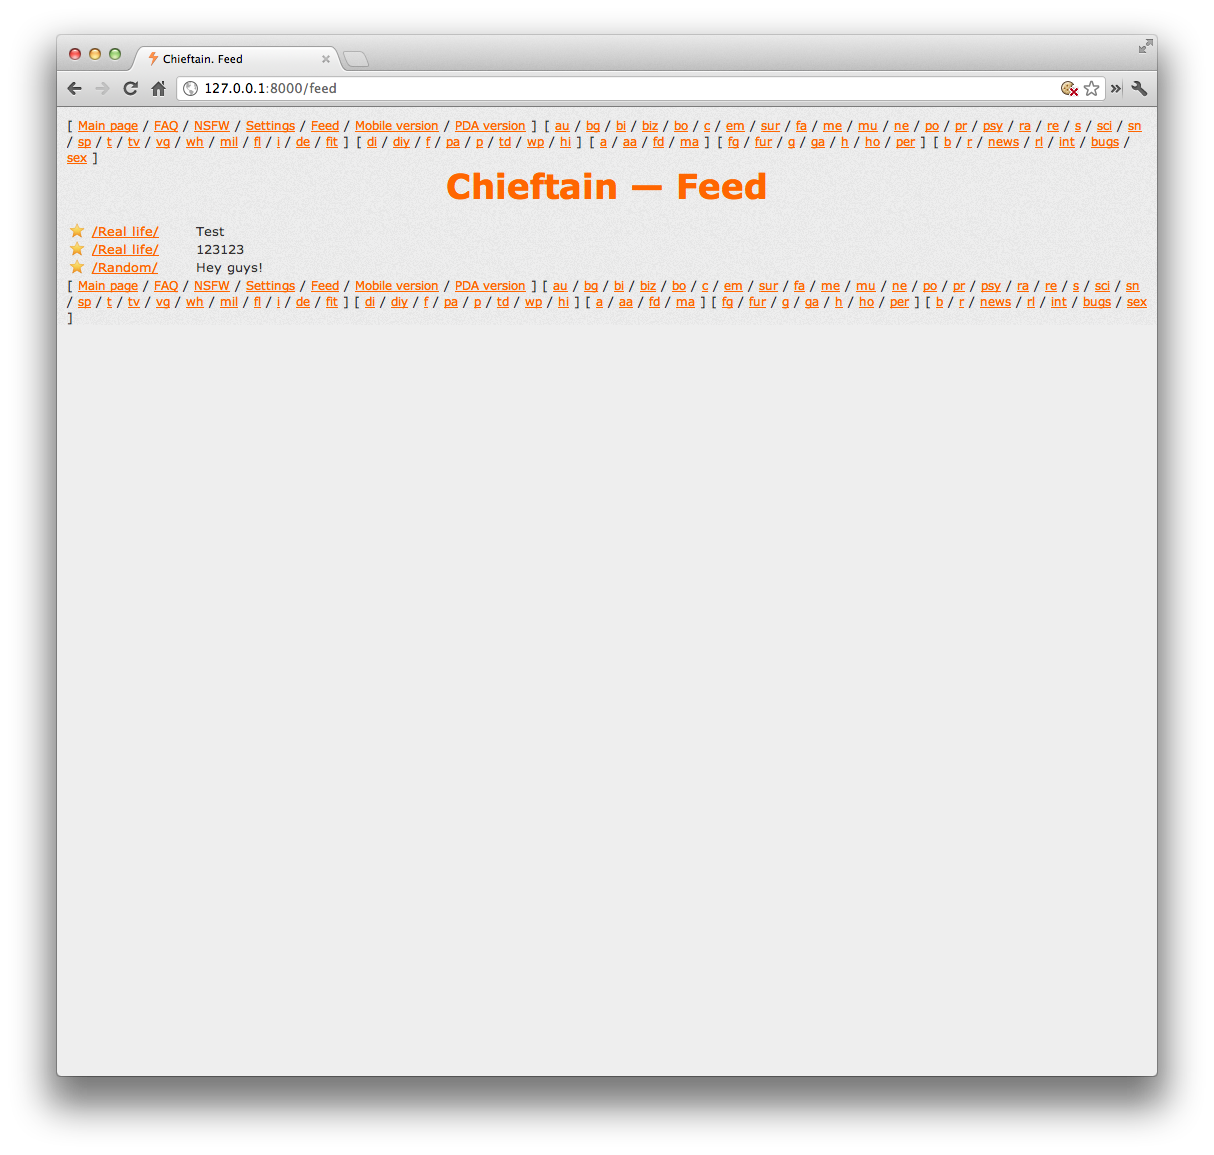 Chieftain. Feed
127.0.0.1:8000/feed
[ Main page / FAQ / NSFW / Settings / Feed / Mobile version / PDA version ] [ au / bg / bi / biz / bo / c / em / sur / fa / me / mu / ne / po / pr / psy / ra / re / s / sci / sn
/ sp / t / tv / vg / wh / mil / fl / i / de / fit ] [ di / diy / f / pa / p / td / wp / hi ] [ a / aa / fd / ma ] [ fg / fur / g / ga / h / ho / per ] [ b / r / news / rl / int / bugs /
sex ]
Chieftain — Feed
/Real life/ Test
/Real life/ 123123
/Random/ Hey guys!
[ Main page / FAQ / NSFW / Settings / Feed / Mobile version / PDA version ] [ au / bg / bi / biz / bo / c / em / sur / fa / me / mu / ne / po / pr / psy / ra / re / s / sci / sn
/ sp / t / tv / vg / wh / mil / fl / i / de / fit ] [ di / diy / f / pa / p / td / wp / hi ] [ a / aa / fd / ma ] [ fg / fur / g / ga / h / ho / per ] [ b / r / news / rl / int / bugs / sex
]